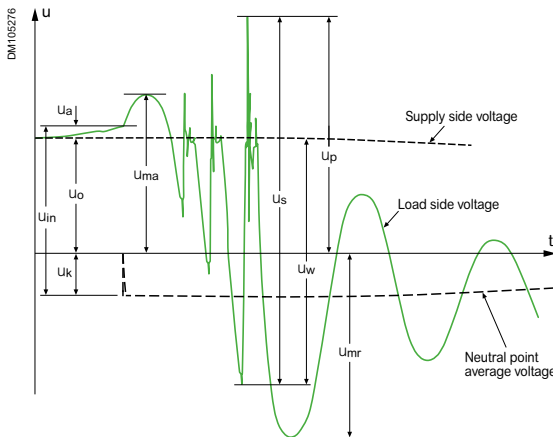 DM105276
u
Ua
Supply side voltage
Up
Uo
Uma
Us
Uin
Load side voltage
t
Uk
Uw
Umr
Neutral point
average voltage